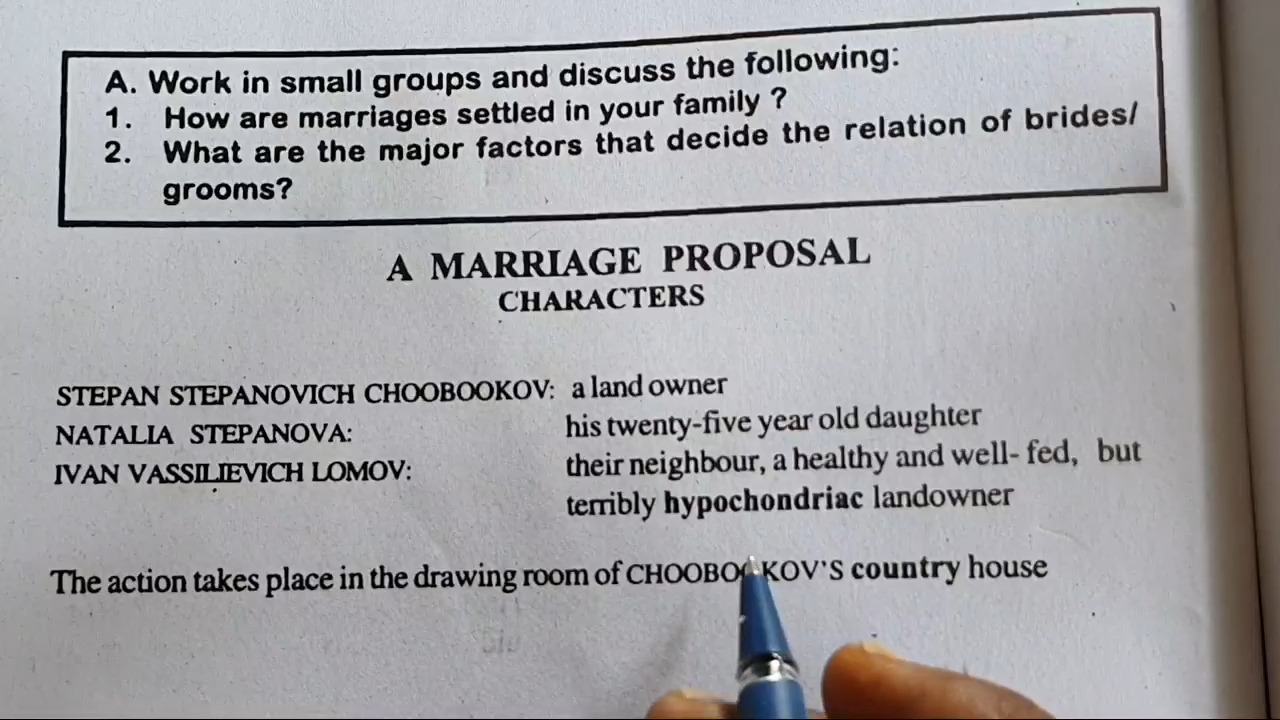 A. Work in small groups and discuss the following:
1. How are marriages settled in your family ?
2. What are the major factors that decide the relation of brides/
grooms?
A MARRIAGE PROPOSAL
CHARACTERS
STEPAN STEPANOVICH CHOOBOOKOV: a land owner
NATALIA STEPANOVA: his twenty-five year old daughter
IVAN VASSILIEVICH LOMOV: their neighbour, a healthy and well- fed, but
terribly hypochondriac landowner
The action takes place in the drawing room of CHOOBOOKOV'S country house